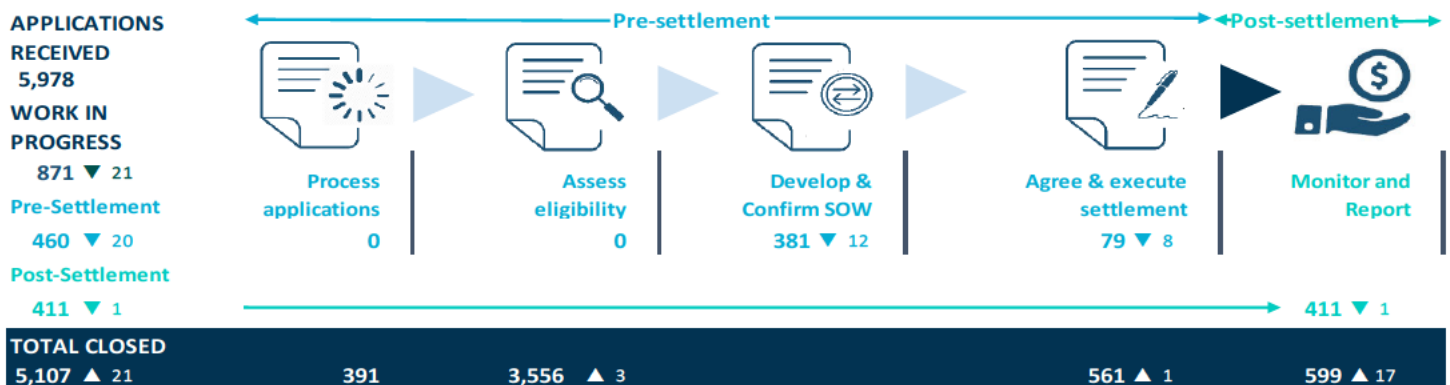 APPLICATIONS
RECEIVED
5,978
WORK IN
PROGRESS
871 ▼ 21
Pre-Settlement
460 ▼ 20
Post-Settlement
411 ▼ 1
Pre-settlement
Post-settlement
Process
applications
0
Assess
eligibility
0
Develop &
Confirm SOW
381 ▼ 12
Agree & execute
settlement
79 ▼ 8
$
Monitor and
Report
411 ▼ 1
TOTAL CLOSED
5,107 ▲ 21 391 3,556 ▲ 3 561 ▲ 1 599 ▲ 17